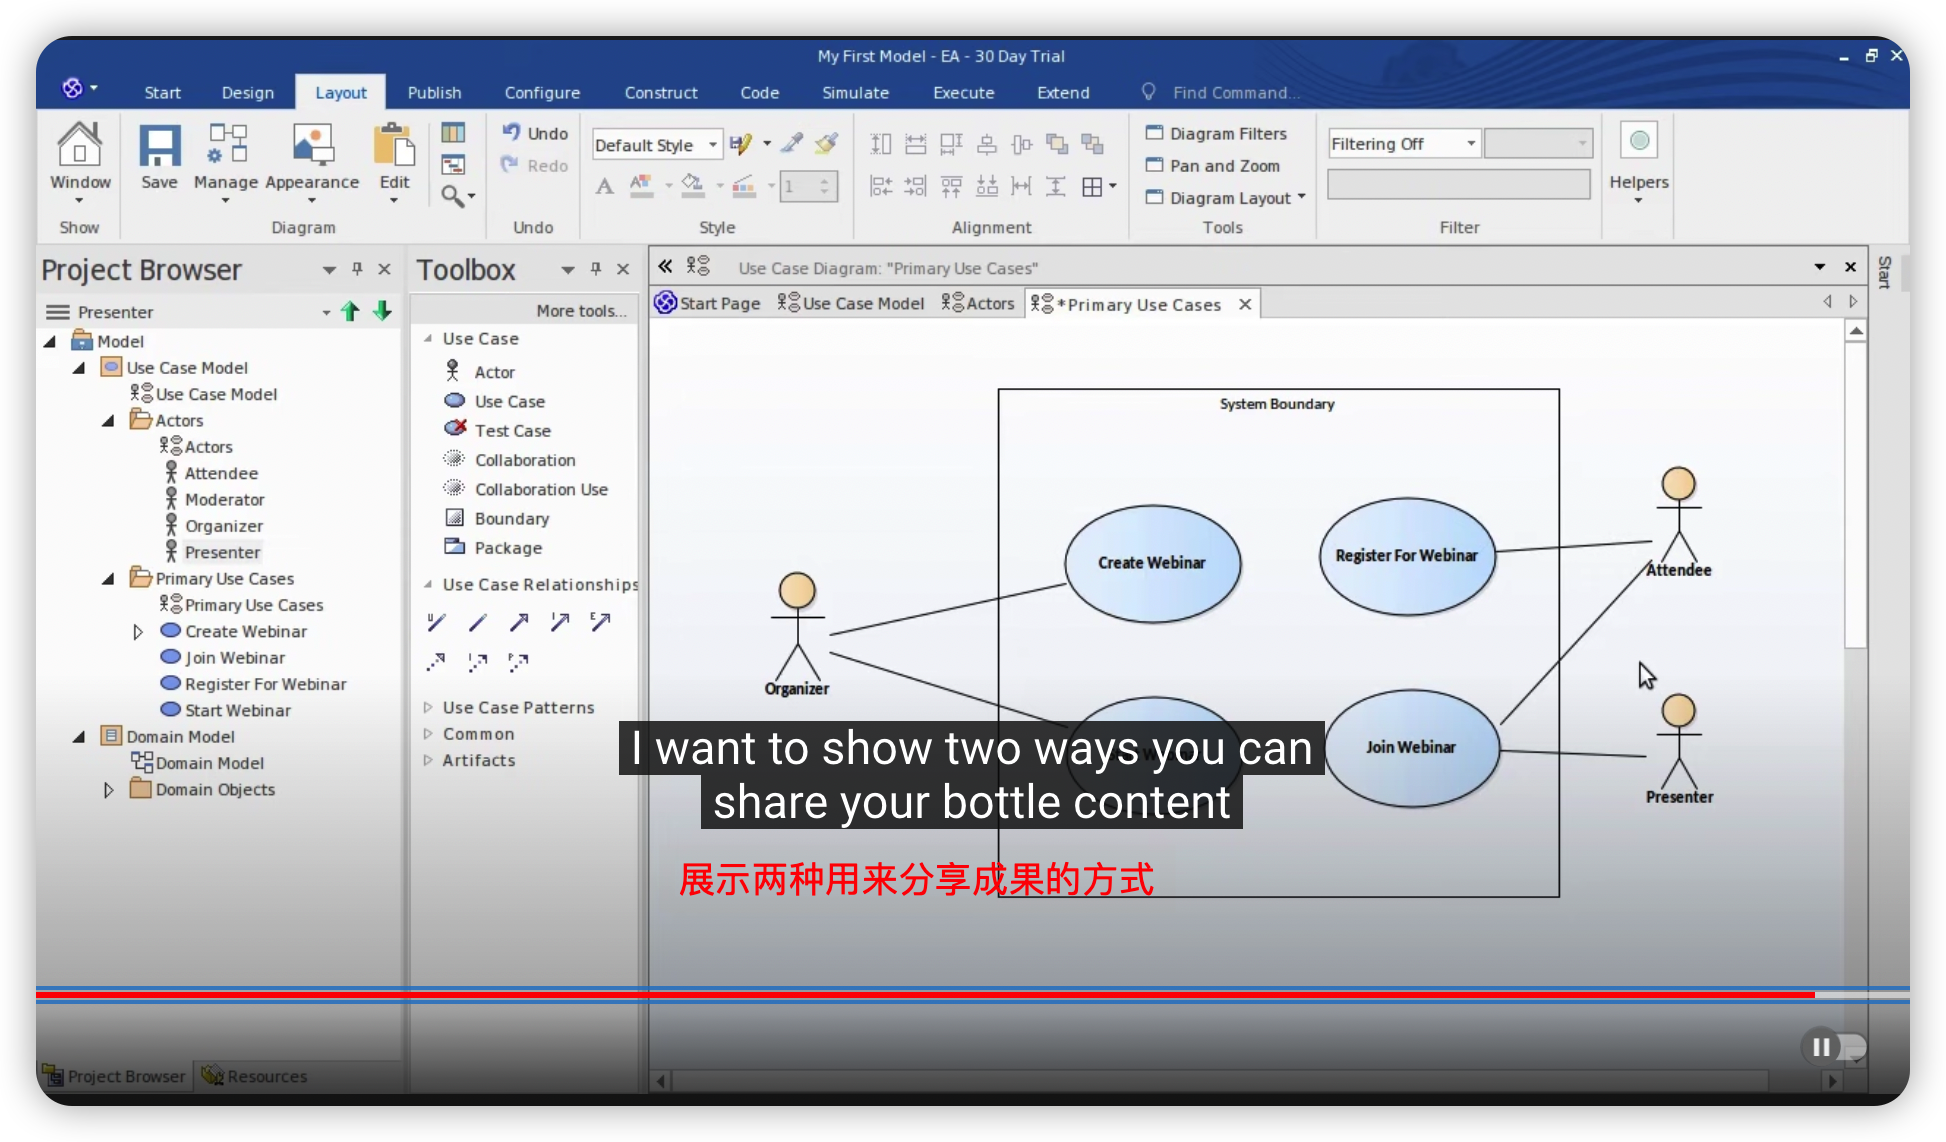 My First Model - EA - 30 Day Trial
Start Design Layout Publish Configure Construct Code Simulate Execute Extend Find Command...
Window Save Manage Appearance Edit
Undo
Redo
Default Style
1
Diagram Filters
Pan and Zoom
Diagram Layout
Filtering Off
Helpers
Show Diagram Undo Style Alignment Tools Filter
Project Browser
Presenter
Model
Use Case Model
Use Case Model
Actors
Actors
Attendee
Moderator
Organizer
Presenter
Primary Use Cases
Primary Use Cases
Create Webinar
Join Webinar
Register For Webinar
Start Webinar
Domain Model
Domain Model
Domain Objects
Project Browser Resources
Toolbox
More tools...
Use Case
Actor
Use Case
Test Case
Collaboration
Collaboration Use
Boundary
Package
Use Case Relationships
Use Case Patterns
Common
Artifacts
Use Case Diagram: "Primary Use Cases"
Start Page Use Case Model Actors *Primary Use Cases
Start
System Boundary
Create Webinar
Register For Webinar
Attendee
Organizer
Join Webinar
Presenter
I want to show two ways you can
share your bottle content
展示两种用来分享成果的方式